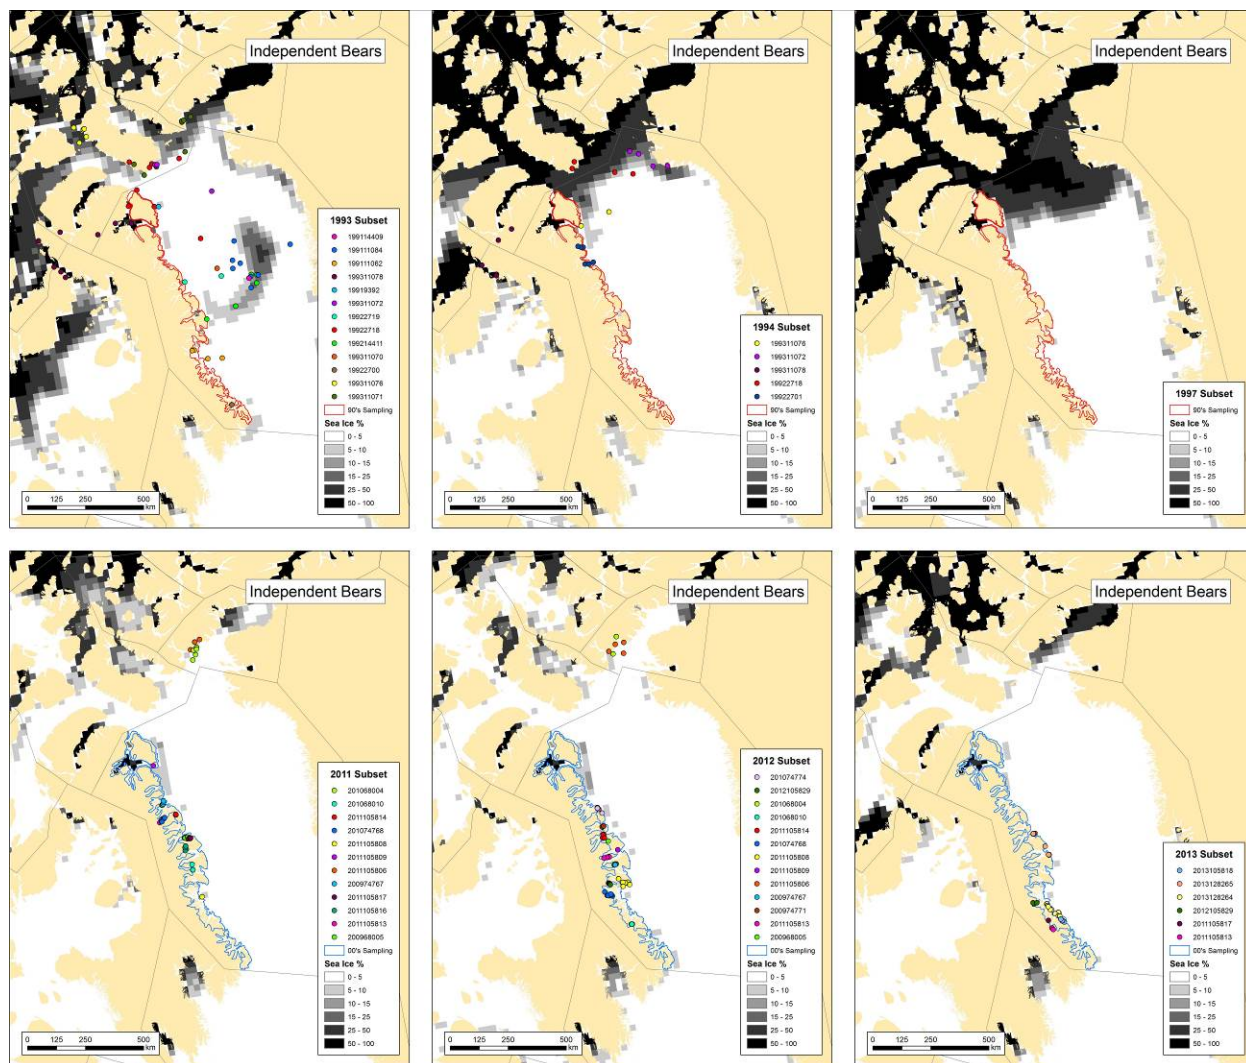 Independent Bears
1993 Subset
199114409
199111084
199111062
199311078
19919392
199311072
19922719
19922718
199214411
199311070
19922700
199311076
199311071
90's Sampling
Sea Ice %
0 - 5
5 - 10
10 - 15
15 - 25
25 - 50
50 - 100
0 125 250 500
km
Independent Bears
1994 Subset
199311076
199311072
199311078
19922718
19922701
90's Sampling
Sea Ice %
0 - 5
5 - 10
10 - 15
15 - 25
25 - 50
50 - 100
0 125 250 500
km
Independent Bears
1997 Subset
90's Sampling
Sea Ice %
0 - 5
5 - 10
10 - 15
15 - 25
25 - 50
50 - 100
0 125 250 500
km
Independent Bears
2011 Subset
201068004
201068010
2011105814
201074768
2011105808
2011105809
2011105806
200974767
2011105817
2011105816
2011105813
200968005
00's Sampling
Sea Ice %
0 - 5
5 - 10
10 - 15
15 - 25
25 - 50
50 - 100
0 125 250 500
km
Independent Bears
2012 Subset
201074774
2012105829
201068004
201068010
2011105814
201074768
2011105808
2011105809
2011105806
200974767
200974771
2011105813
200968005
00's Sampling
Sea Ice %
0 - 5
5 - 10
10 - 15
15 - 25
25 - 50
50 - 100
0 125 250 500
km
Independent Bears
2013 Subset
2013105818
2013128265
2013128264
2012105829
2011105817
2011105813
00's Sampling
Sea Ice %
0 - 5
5 - 10
10 - 15
15 - 25
25 - 50
50 - 100
0 125 250 500
km